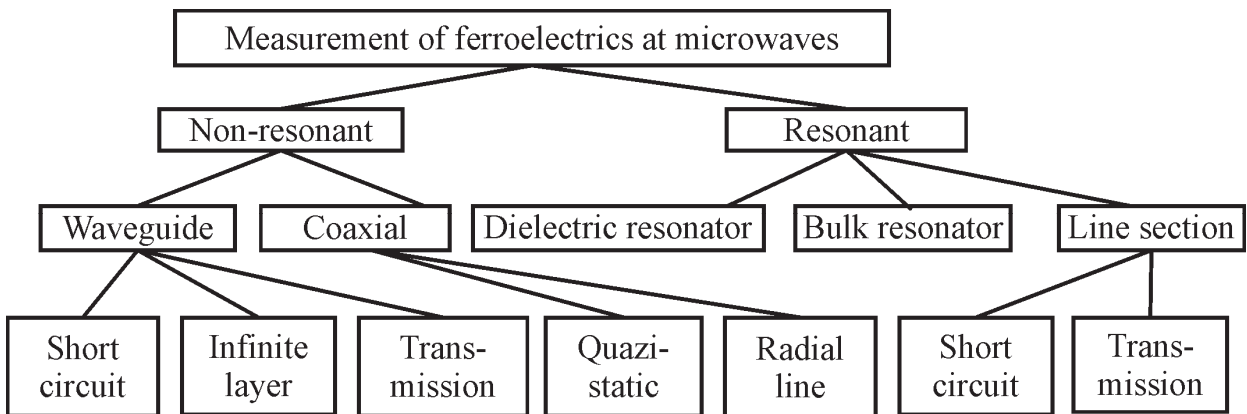 Measurement of ferroelectrics at microwaves
Non-resonant
Resonant
Waveguide
Coaxial
Dielectric resonator
Bulk resonator
Line section
Short
circuit
Infinite
layer
Trans-
mission
Quazi-
static
Radial
line
Short
circuit
Trans-
mission